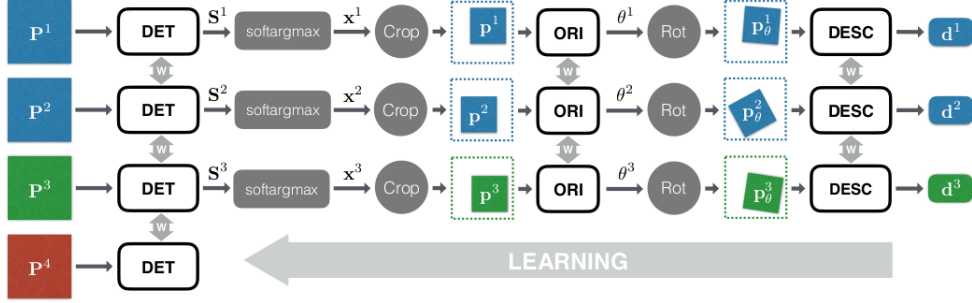 P¹ DET S¹ softargmax x¹ Crop p¹ ORI θ¹ Rot p¹θ DESC d¹
W W W
P² DET S² softargmax x² Crop p² ORI θ² Rot p²θ DESC d²
W W W
P³ DET S³ softargmax x³ Crop p³ ORI θ³ Rot p³θ DESC d³
W
P⁴ DET LEARNING